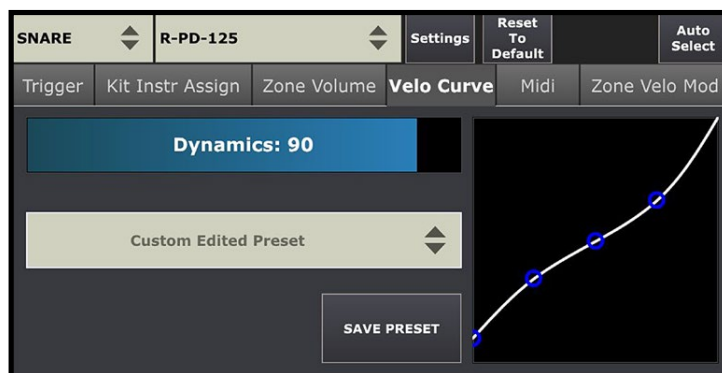 SNARE
R-PD-125
Settings
Reset
To
Default
Auto
Select
Trigger
Kit Instr Assign
Zone Volume
Velo Curve
Midi
Zone Velo Mod
Dynamics: 90
Custom Edited Preset
SAVE PRESET